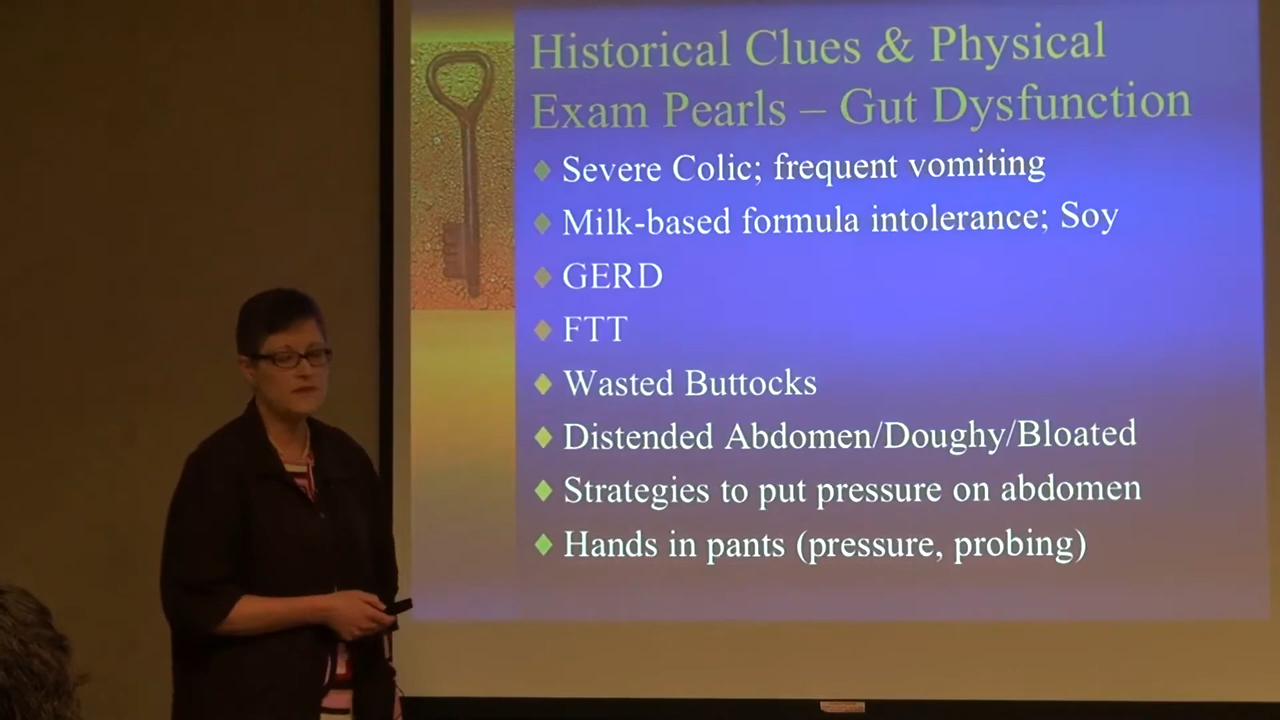 Historical Clues & Physical
Exam Pearls – Gut Dysfunction
Severe Colic; frequent vomiting
Milk-based formula intolerance; Soy
GERD
FTT
Wasted Buttocks
Distended Abdomen/Doughy/Bloated
Strategies to put pressure on abdomen
Hands in pants (pressure, probing)